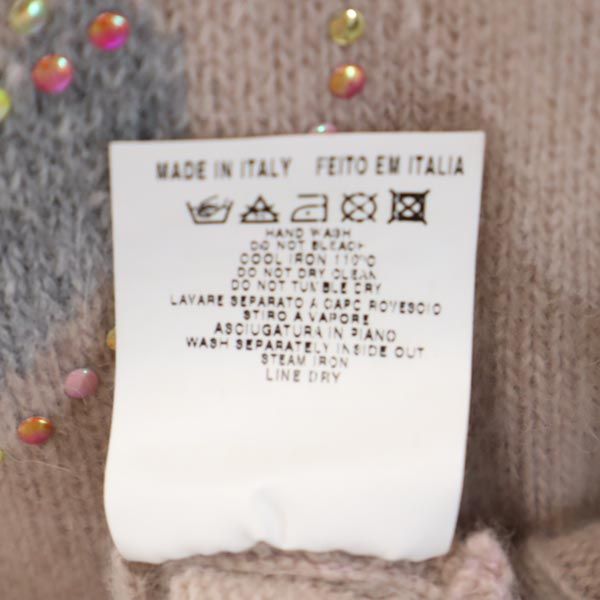 MADE IN ITALY FEITO EM ITALIA
HAND WASH
DO NOT BLEACH
COOL IRON 110°C
DO NOT DRY CLEAN
DO NOT TUMBLE DRY
LAVARE SEPARATO A CAPO ROVESCIO
STIRO A VAPORE
ASCIUGATURA IN PIANO
WASH SEPARATELY INSIDE OUT
STEAM IRON
LINE DRY